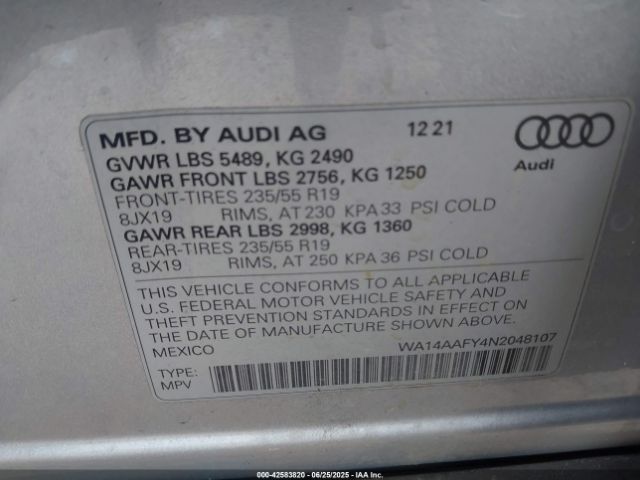 MFD. BY AUDI AG 12 21
Audi
GVWR LBS 5489, KG 2490
GAWR FRONT LBS 2756, KG 1250
FRONT-TIRES 235/55 R19
8JX19 RIMS, AT 230 KPA 33 PSI COLD
GAWR REAR LBS 2998, KG 1360
REAR-TIRES 235/55 R19
8JX19 RIMS, AT 250 KPA 36 PSI COLD
THIS VEHICLE CONFORMS TO ALL APPLICABLE
U.S. FEDERAL MOTOR VEHICLE SAFETY AND
THEFT PREVENTION STANDARDS IN EFFECT ON
THE DATE OF MANUFACTURE SHOWN ABOVE.
MEXICO WA14AAFY4N2048107
TYPE:
MPV
000-42583820 - 06/25/2025 - IAA Inc.